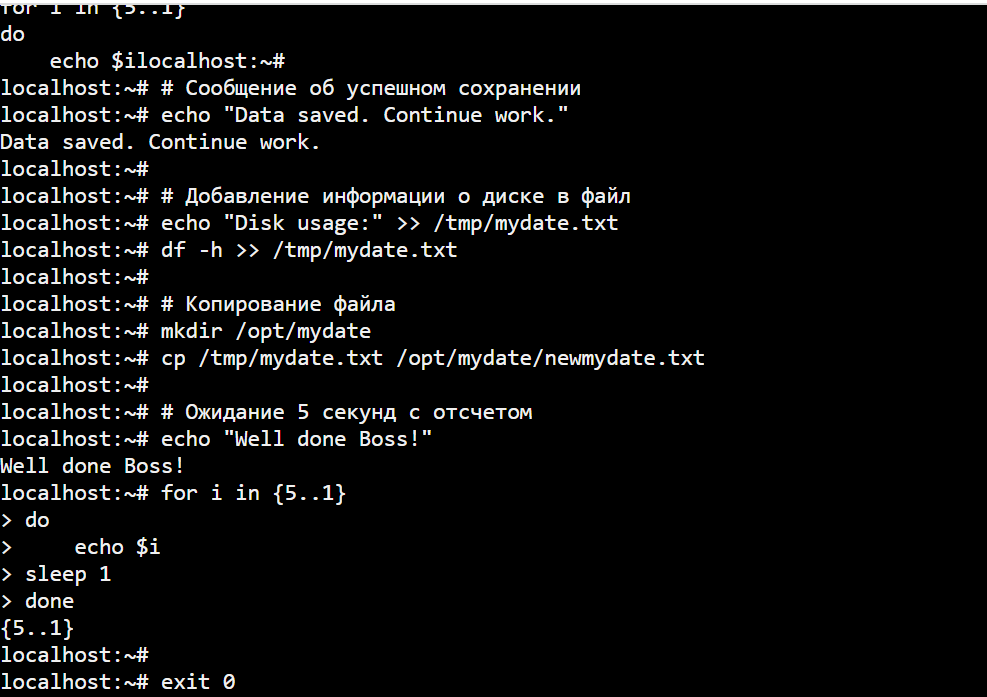 for i in {5..1}
do
    echo $ilocalhost:~#
localhost:~# # Сообщение об успешном сохранении
localhost:~# echo "Data saved. Continue work."
Data saved. Continue work.
localhost:~#
localhost:~# # Добавление информации о диске в файл
localhost:~# echo "Disk usage:" >> /tmp/mydate.txt
localhost:~# df -h >> /tmp/mydate.txt
localhost:~#
localhost:~# # Копирование файла
localhost:~# mkdir /opt/mydate
localhost:~# cp /tmp/mydate.txt /opt/mydate/newmydate.txt
localhost:~#
localhost:~# # Ожидание 5 секунд с отсчетом
localhost:~# echo "Well done Boss!"
Well done Boss!
localhost:~# for i in {5..1}
> do
>     echo $i
> sleep 1
> done
{5..1}
localhost:~#
localhost:~# exit 0